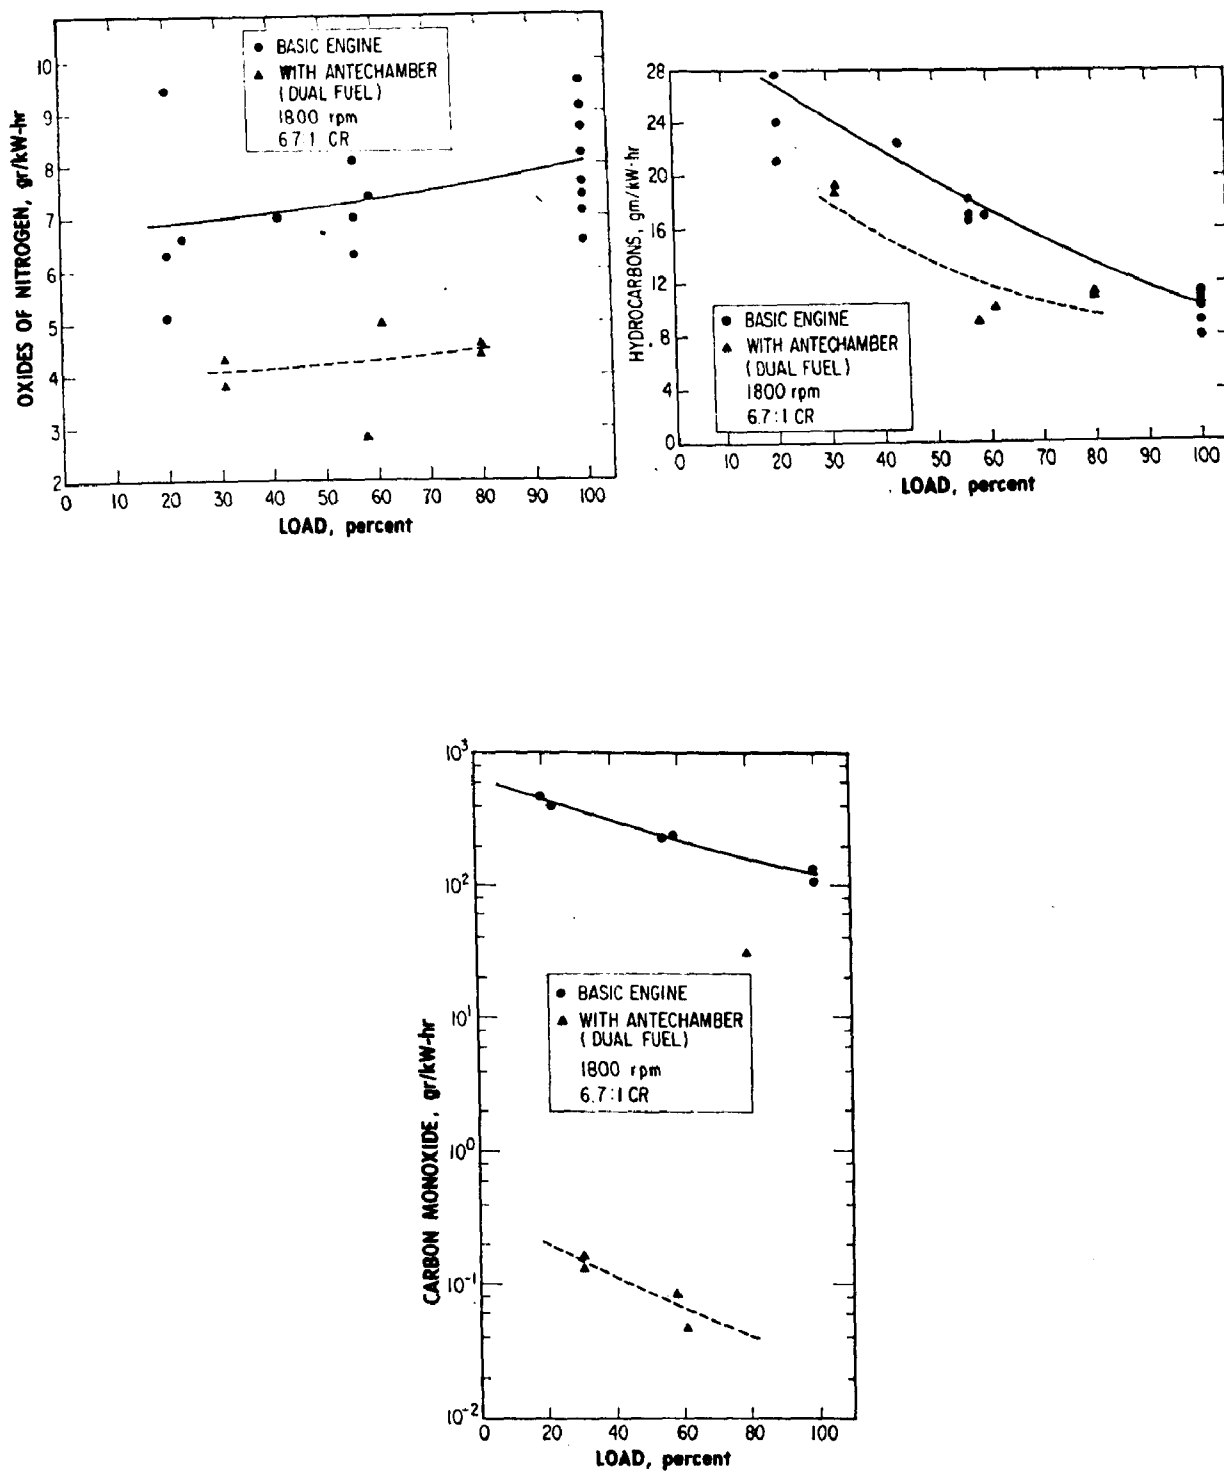 OXIDES OF NITROGEN, gr/kW-hr
10
9
8
7
6
5
4
3
2
BASIC ENGINE
WITH ANTECHAMBER
(DUAL FUEL)
1800 rpm
6.7:1 CR
0 10 20 30 40 50 60 70 80 90 100
LOAD, percent
HYDROCARBONS, gm/kW-hr
28
24
20
16
12
8
4
0
BASIC ENGINE
WITH ANTECHAMBER
(DUAL FUEL)
1800 rpm
6.7:1 CR
0 10 20 30 40 50 60 70 80 90 100
LOAD, percent
CARBON MONOXIDE, gr/kW-hr
10³
10²
10¹
10⁰
10⁻¹
10⁻²
BASIC ENGINE
WITH ANTECHAMBER
(DUAL FUEL)
1800 rpm
6.7:1 CR
0 20 40 60 80 100
LOAD, percent